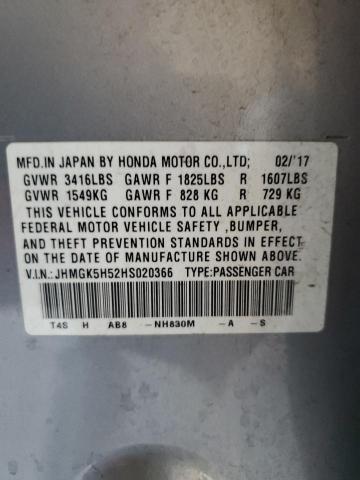 MFD.IN JAPAN BY HONDA MOTOR CO.,LTD; 02/'17
GVWR 3416LBS GAWR F 1825LBS R 1607LBS
GVWR 1549KG GAWR F 828 KG R 729 KG
THIS VEHICLE CONFORMS TO ALL APPLICABLE
FEDERAL MOTOR VEHICLE SAFETY ,BUMPER,
AND THEFT PREVENTION STANDARDS IN EFFECT
ON THE DATE OF MANUFACTURE SHOWN ABOVE.
V.I.N.: JHMGK5H52HS020366 TYPE:PASSENGER CAR
T4S H AB8 -NH830M -A -S